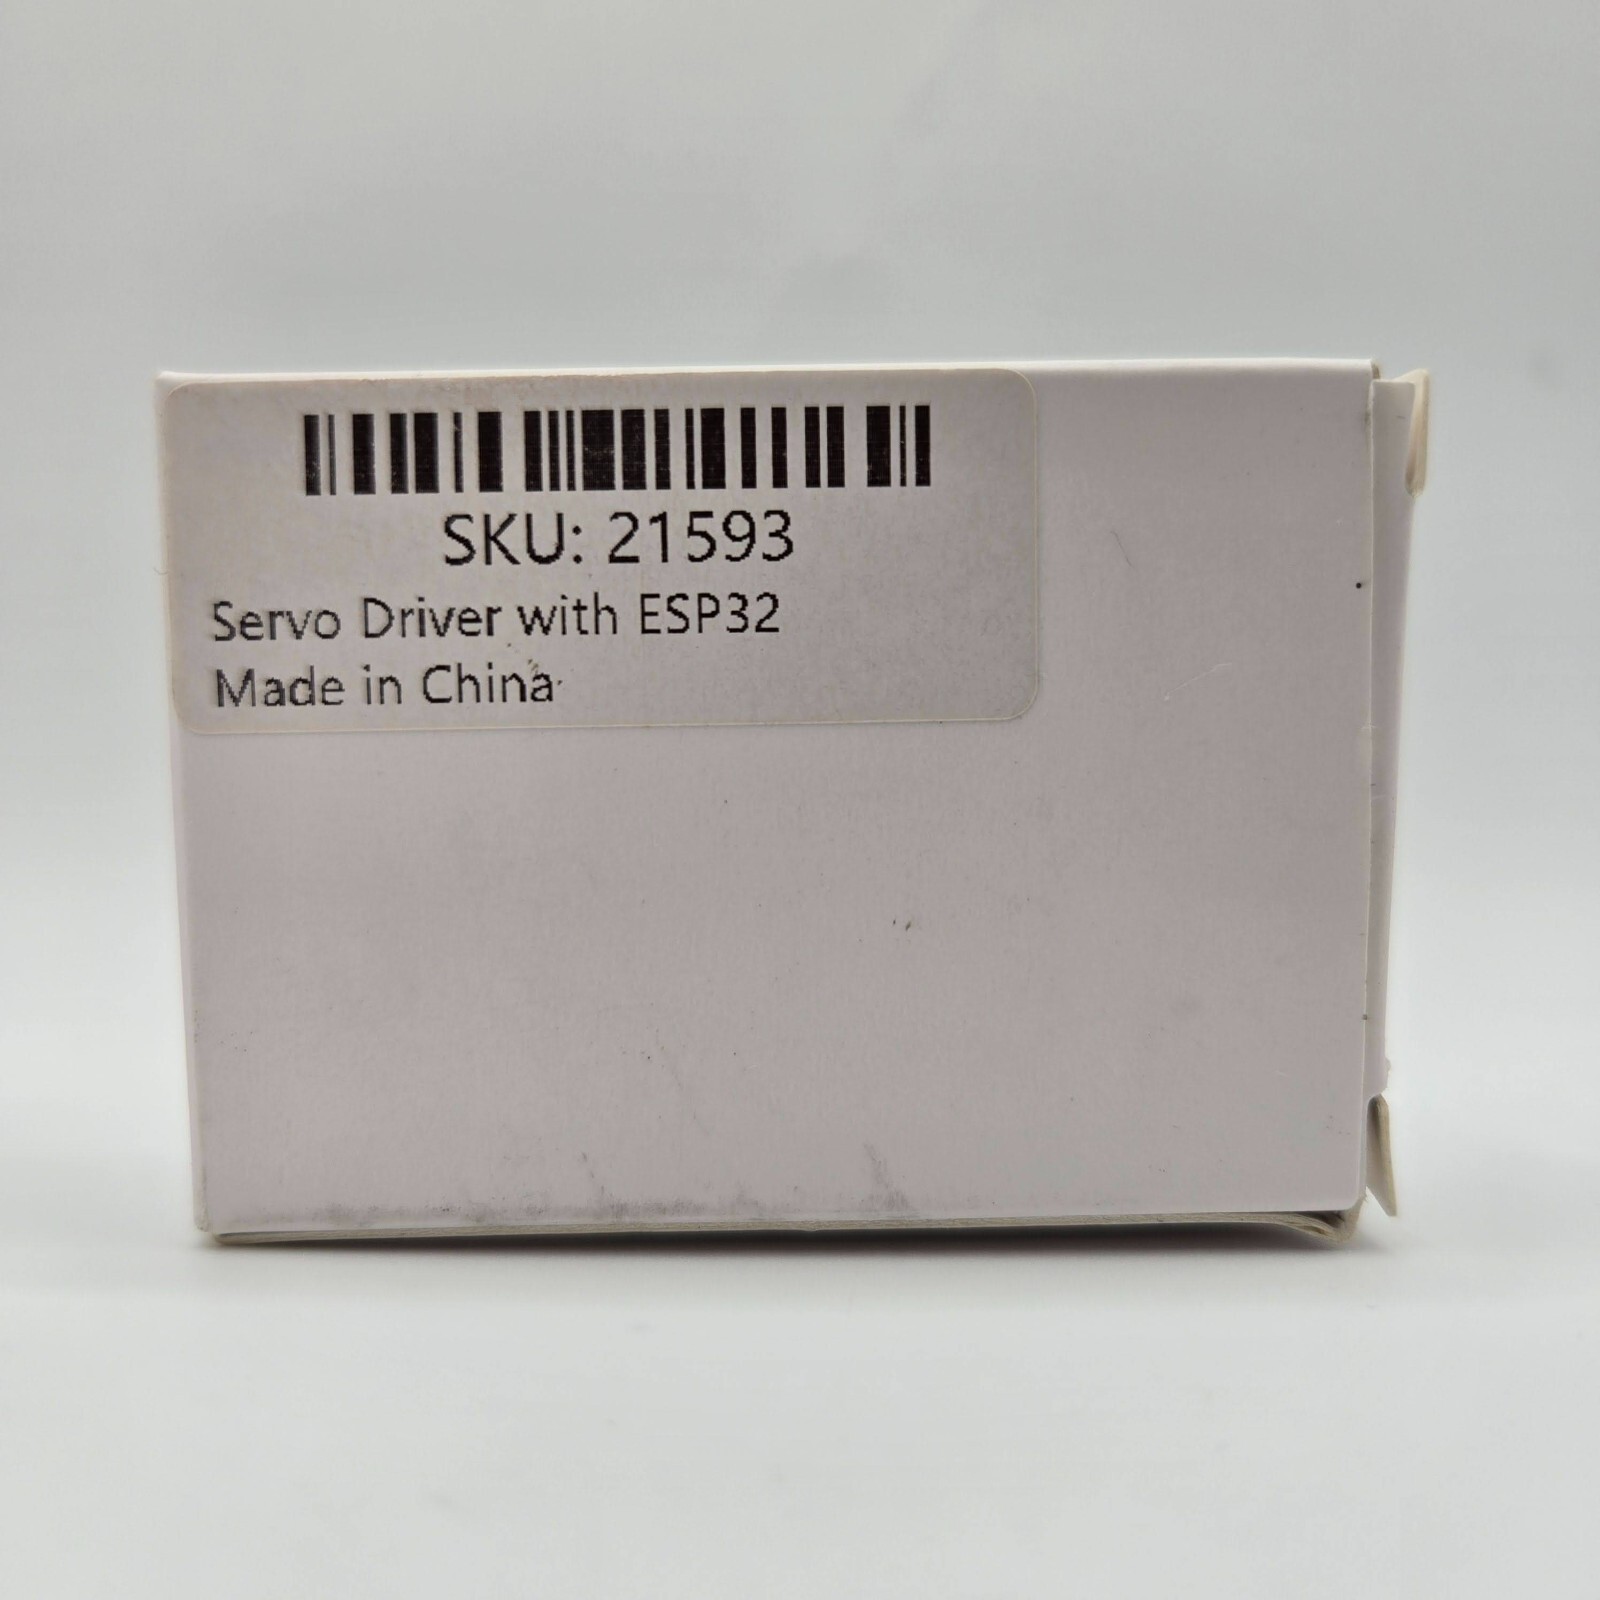 SKU: 21593
Servo Driver with ESP32
Made in China